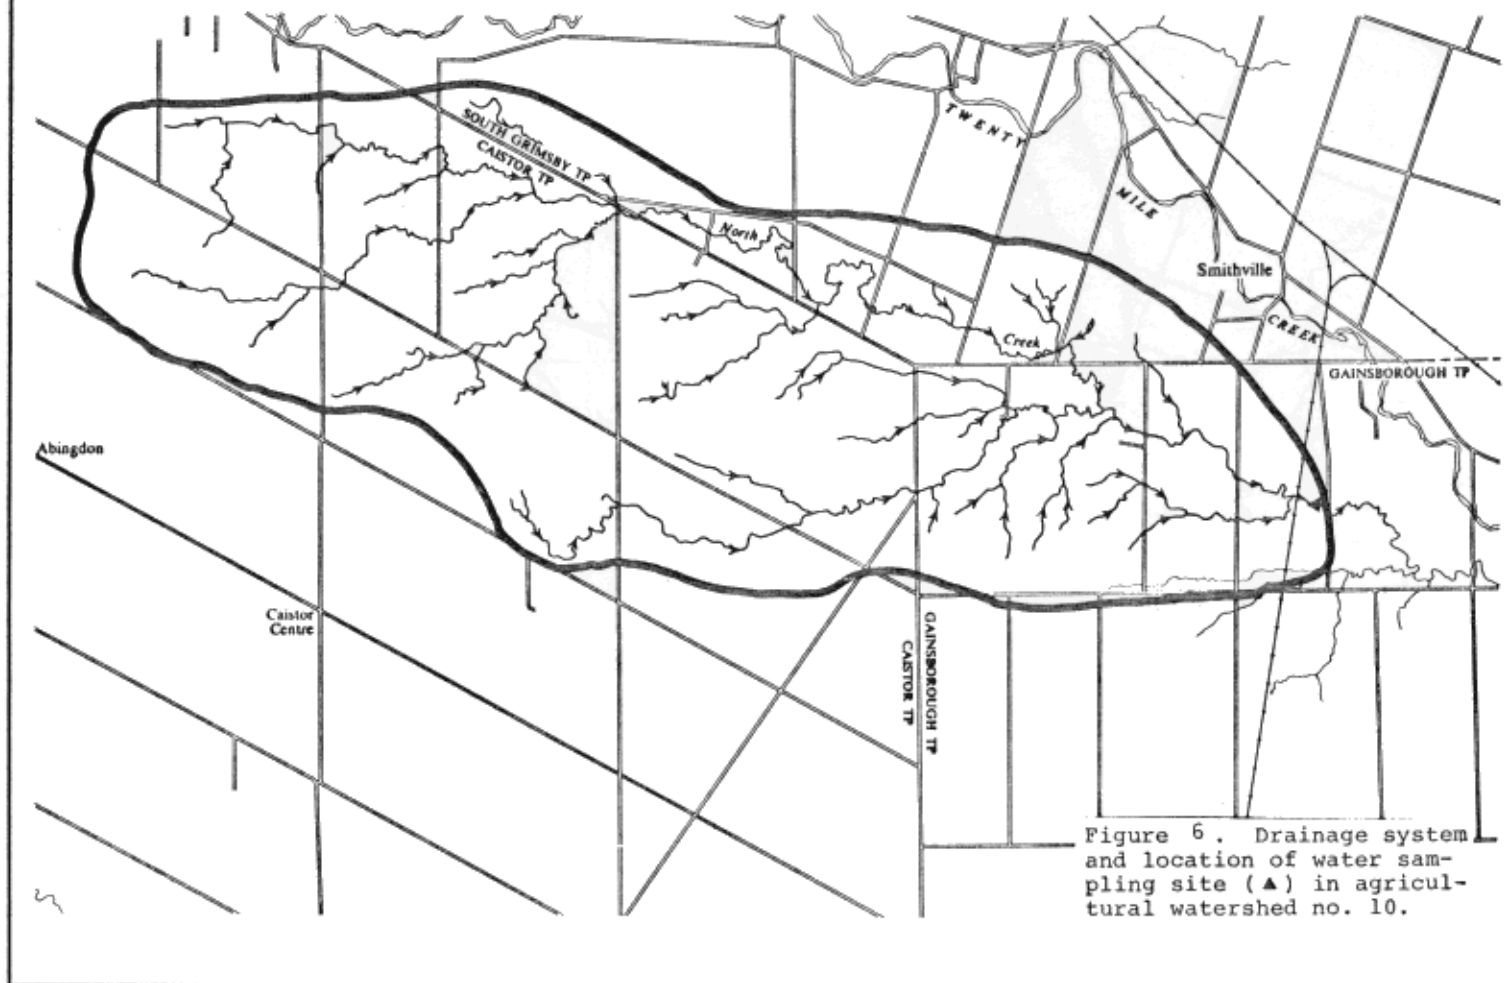 SOUTH GRIMSBY TP
CAISTOR TP
TWENTY
MILE
North
Smithville
CREEK
Creek
GAINSBOROUGH TP
Abingdon
Caistor
Centre
GAINSBOROUGH TP
CAISTOR TP
Figure 6. Drainage system
and location of water sam-
pling site (▲) in agricul-
tural watershed no. 10.